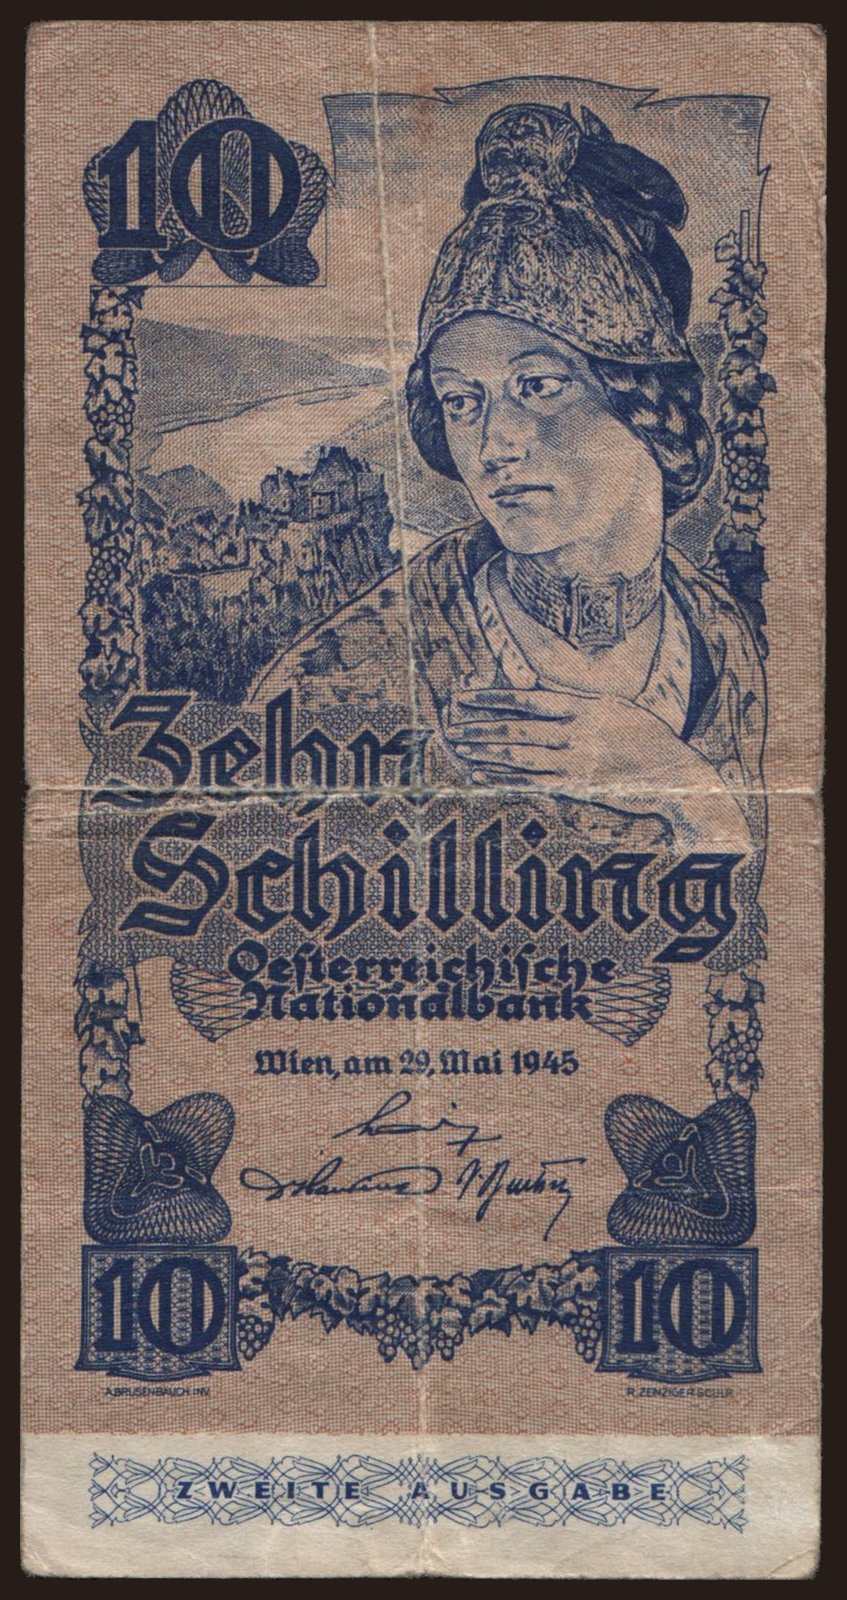 10
Zehn
Schilling
Oesterreichische
Nationalbank
Wien, am 29. Mai 1945
10 10
A.BRUSENBAUCH INV. R.ZENZIGER SCULP.
ZWEITE AUSGABE